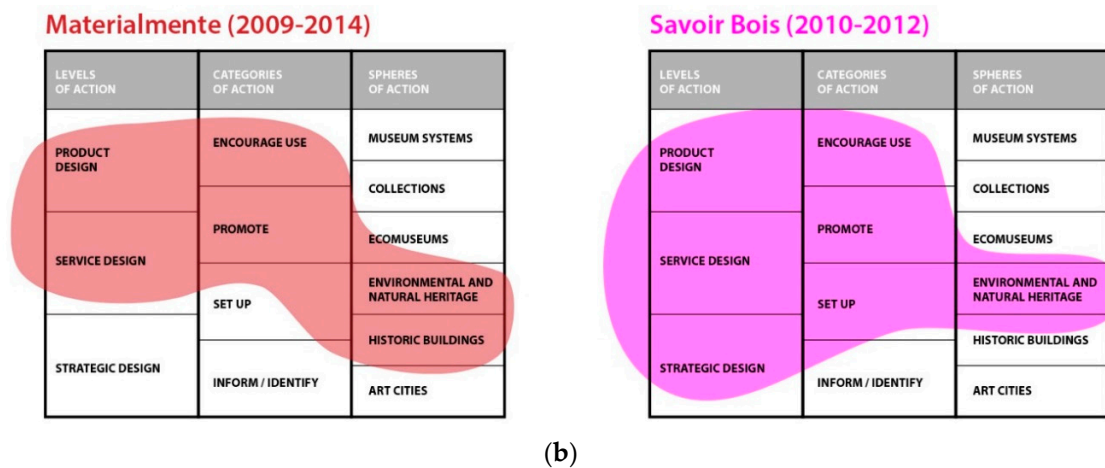 Materialmente (2009-2014)
LEVELS
OF ACTION
CATEGORIES
OF ACTION
SPHERES
OF ACTION
PRODUCT
DESIGN
SERVICE DESIGN
STRATEGIC DESIGN
ENCOURAGE USE
PROMOTE
SET UP
INFORM / IDENTIFY
MUSEUM SYSTEMS
COLLECTIONS
ECOMUSEUMS
ENVIRONMENTAL AND
NATURAL HERITAGE
HISTORIC BUILDINGS
ART CITIES
Savoir Bois (2010-2012)
LEVELS
OF ACTION
CATEGORIES
OF ACTION
SPHERES
OF ACTION
PRODUCT
DESIGN
SERVICE DESIGN
STRATEGIC DESIGN
ENCOURAGE USE
PROMOTE
SET UP
INFORM / IDENTIFY
MUSEUM SYSTEMS
COLLECTIONS
ECOMUSEUMS
ENVIRONMENTAL AND
NATURAL HERITAGE
HISTORIC BUILDINGS
ART CITIES
(b)